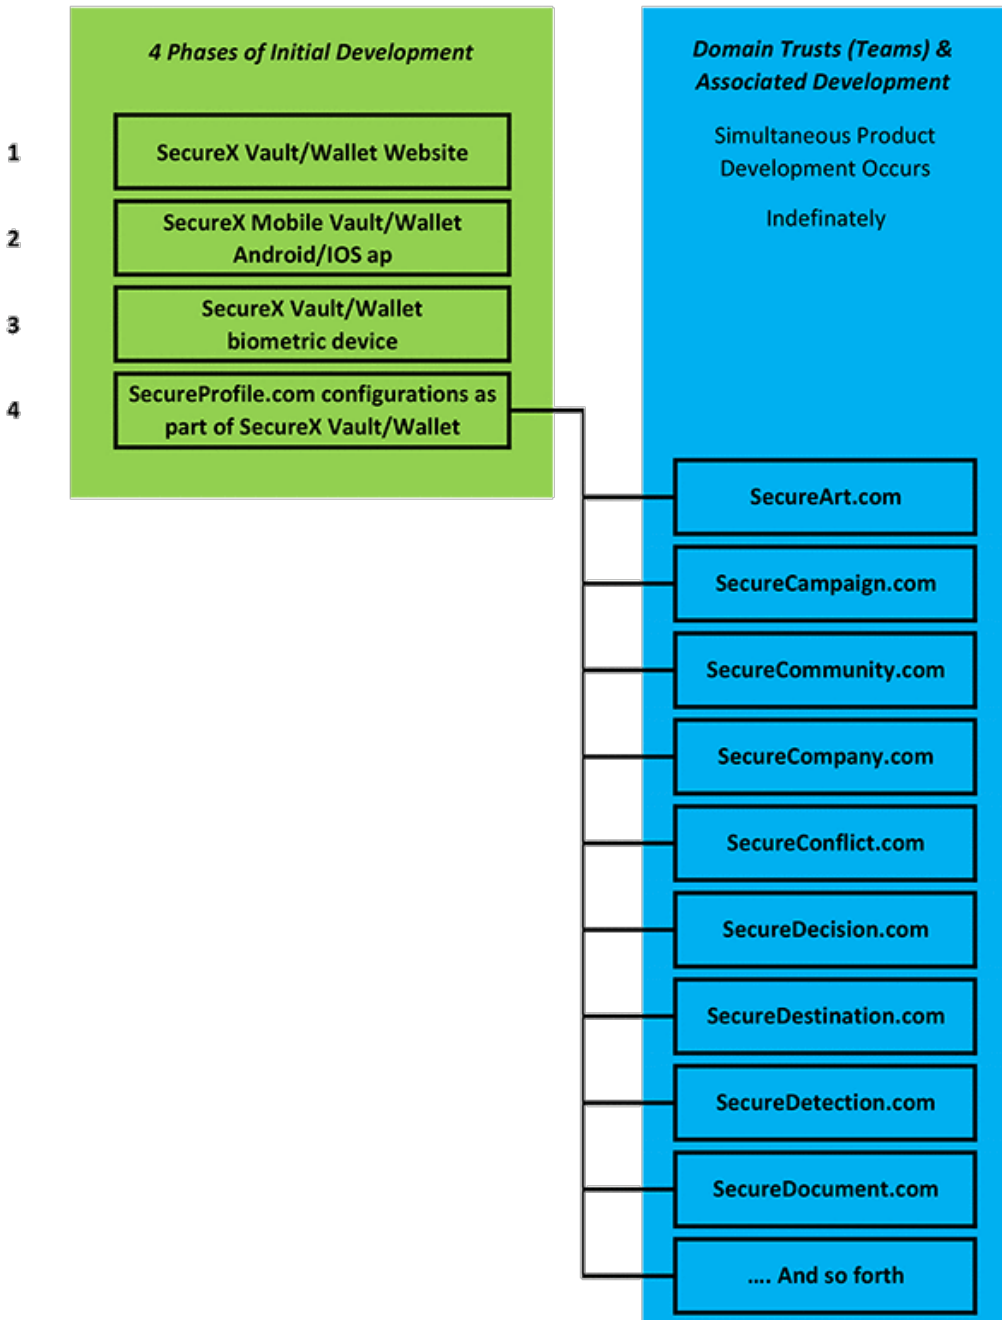 4 Phases of Initial Development
1
SecureX Vault/Wallet Website
2
SecureX Mobile Vault/Wallet
Android/IOS ap
3
SecureX Vault/Wallet
biometric device
4
SecureProfile.com configurations as
part of SecureX Vault/Wallet
Domain Trusts (Teams) &
Associated Development
Simultaneous Product
Development Occurs
Indefinately
SecureArt.com
SecureCampaign.com
SecureCommunity.com
SecureCompany.com
SecureConflict.com
SecureDecision.com
SecureDestination.com
SecureDetection.com
SecureDocument.com
.... And so forth